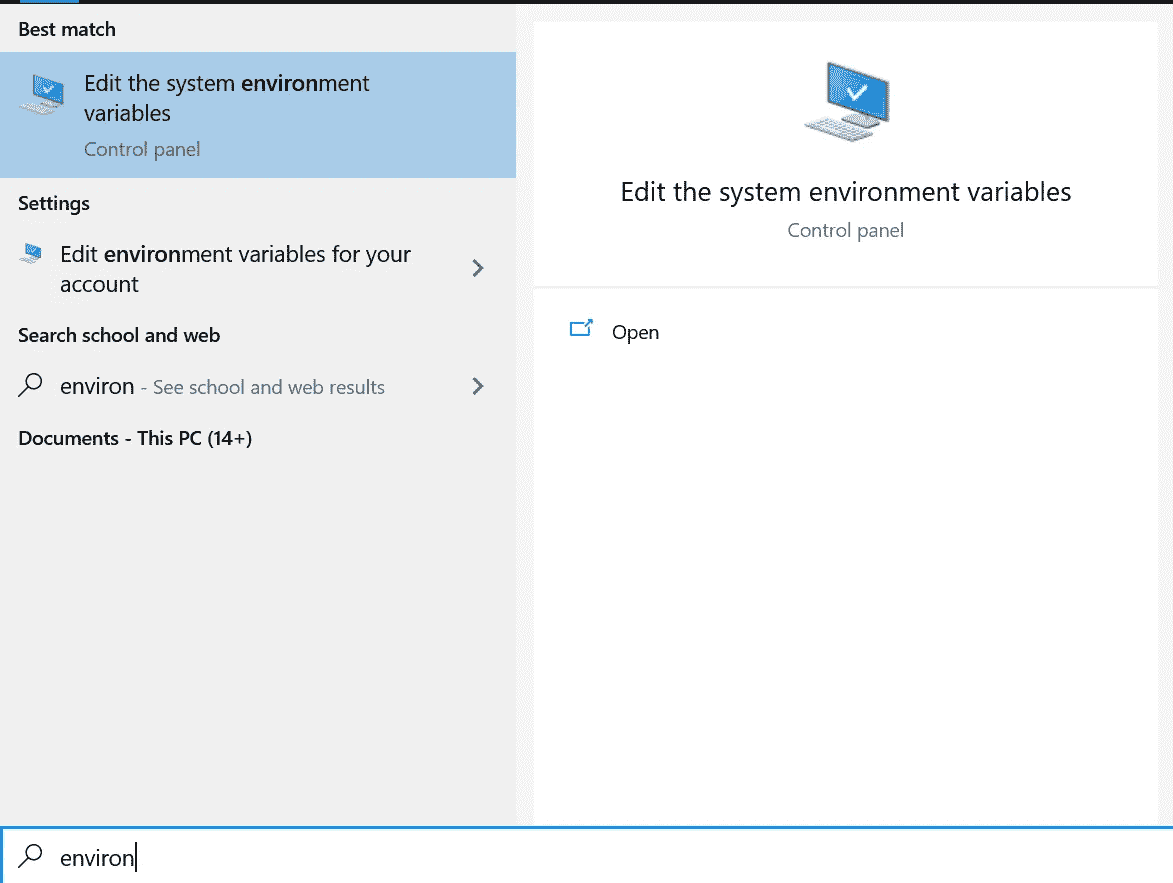 Best match
Edit the system environment
variables
Control panel
Settings
Edit environment variables for your
account
Search school and web
environ - See school and web results
Documents - This PC (14+)
Edit the system environment variables
Control panel
Open
environ